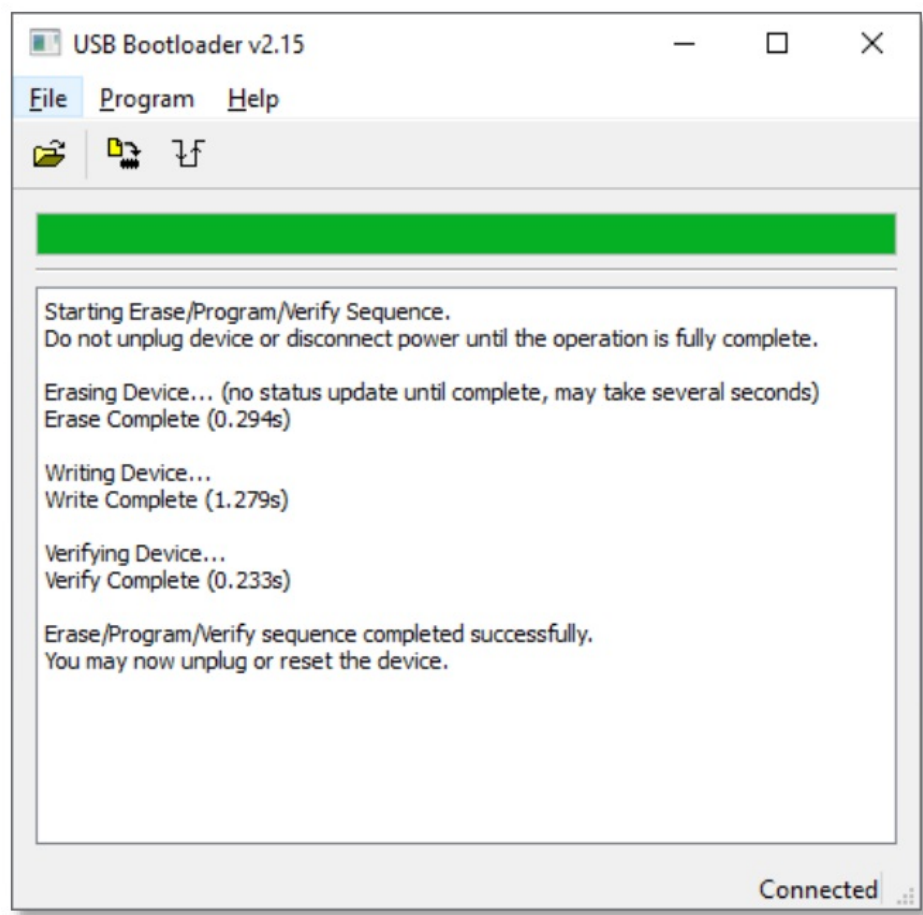 USB Bootloader v2.15
File Program Help
Starting Erase/Program/Verify Sequence.
Do not unplug device or disconnect power until the operation is fully complete.
Erasing Device... (no status update until complete, may take several seconds)
Erase Complete (0.294s)
Writing Device...
Write Complete (1.279s)
Verifying Device...
Verify Complete (0.233s)
Erase/Program/Verify sequence completed successfully.
You may now unplug or reset the device.
Connected